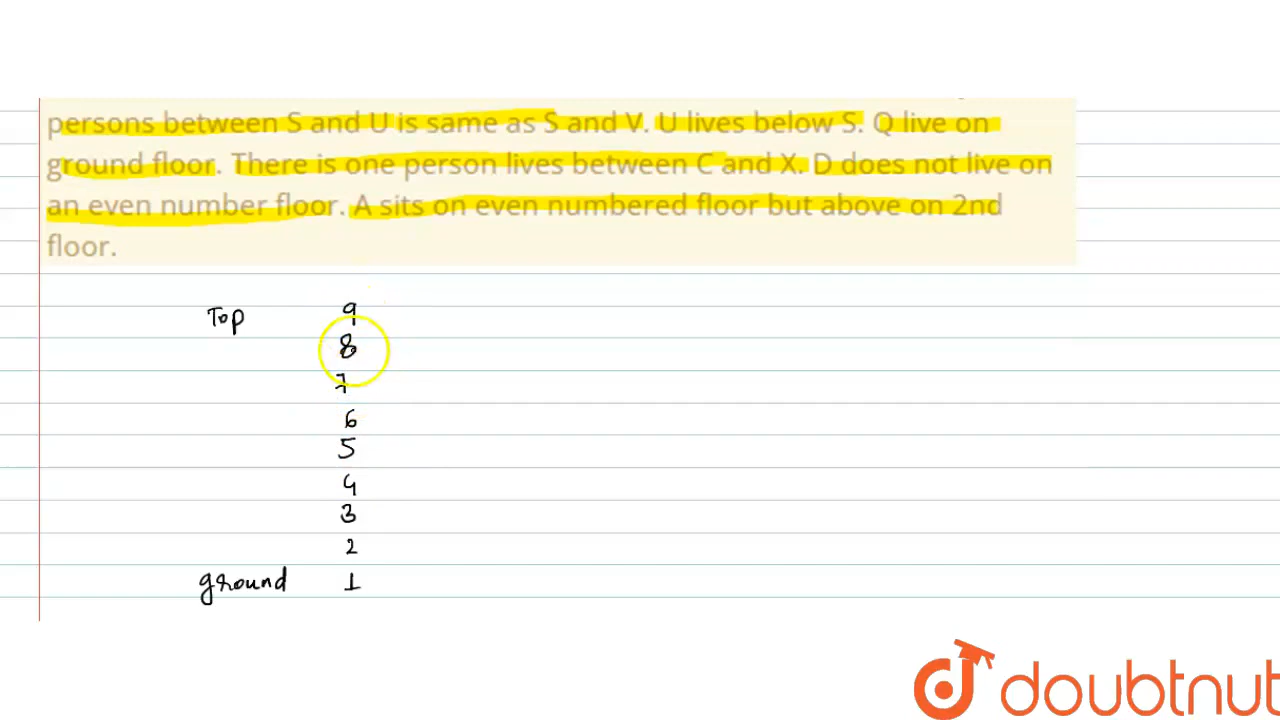 persons between S and U is same as S and V. U lives below S. Q live on
ground floor. There is one person lives between C and X. D does not live on
an even number floor. A sits on even numbered floor but above on 2nd
floor.
Top 9
8
7
6
5
4
3
2
ground 1
doubtnut